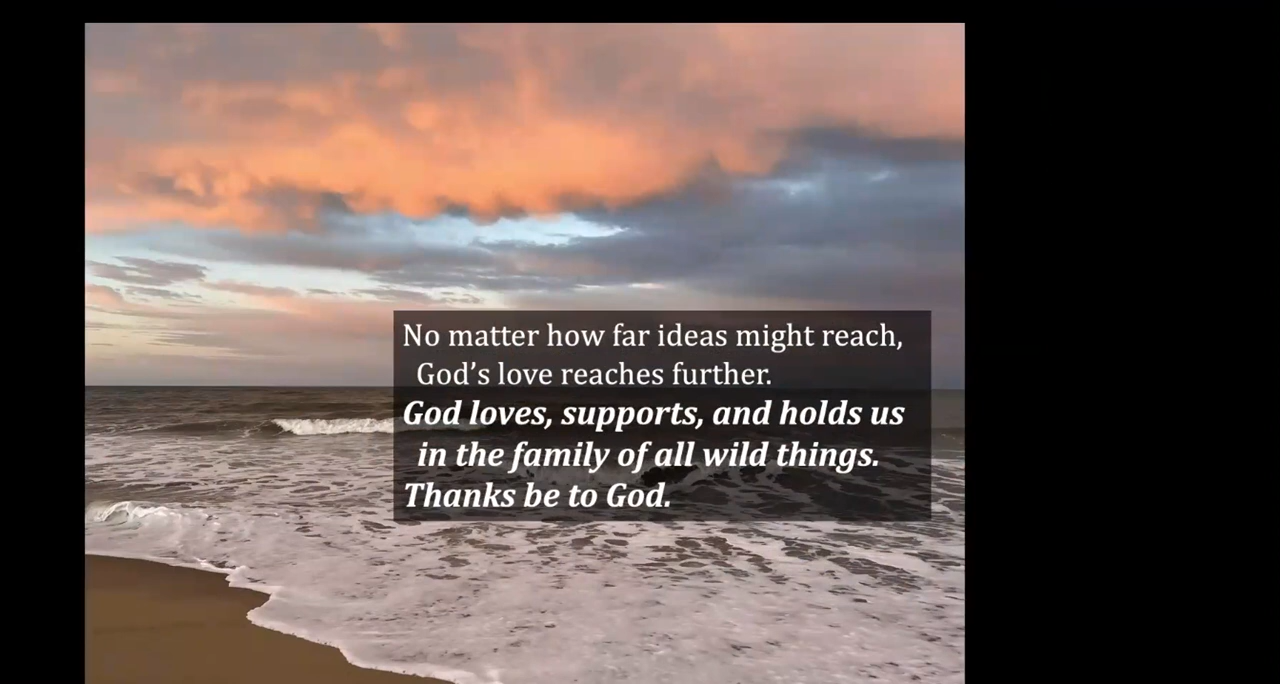 No matter how far ideas might reach,
God’s love reaches further.
God loves, supports, and holds us
in the family of all wild things.
Thanks be to God.